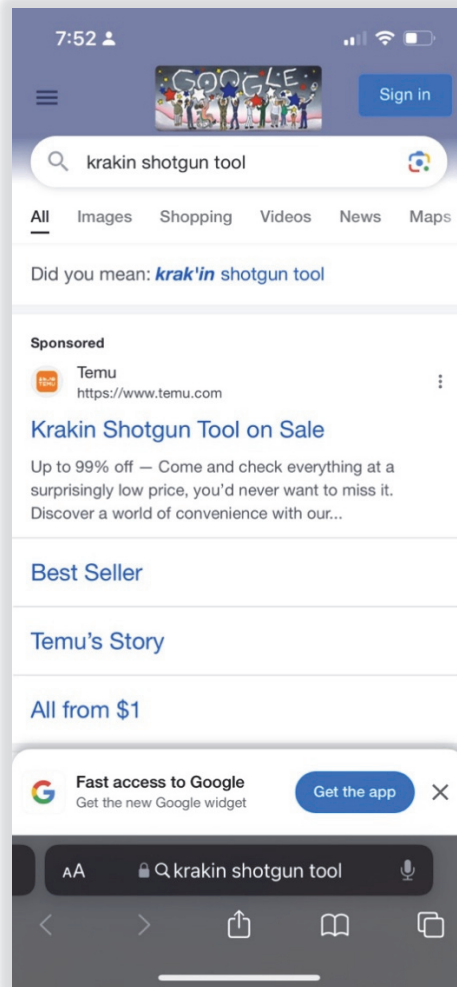 7:52
GOOGLE
Sign in
krakin shotgun tool
All Images Shopping Videos News Maps
Did you mean: krak'in shotgun tool
Sponsored
Temu
https://www.temu.com
Krakin Shotgun Tool on Sale
Up to 99% off — Come and check everything at a
surprisingly low price, you'd never want to miss it.
Discover a world of convenience with our...
Best Seller
Temu's Story
All from $1
Fast access to Google
Get the new Google widget
Get the app
AA krakin shotgun tool